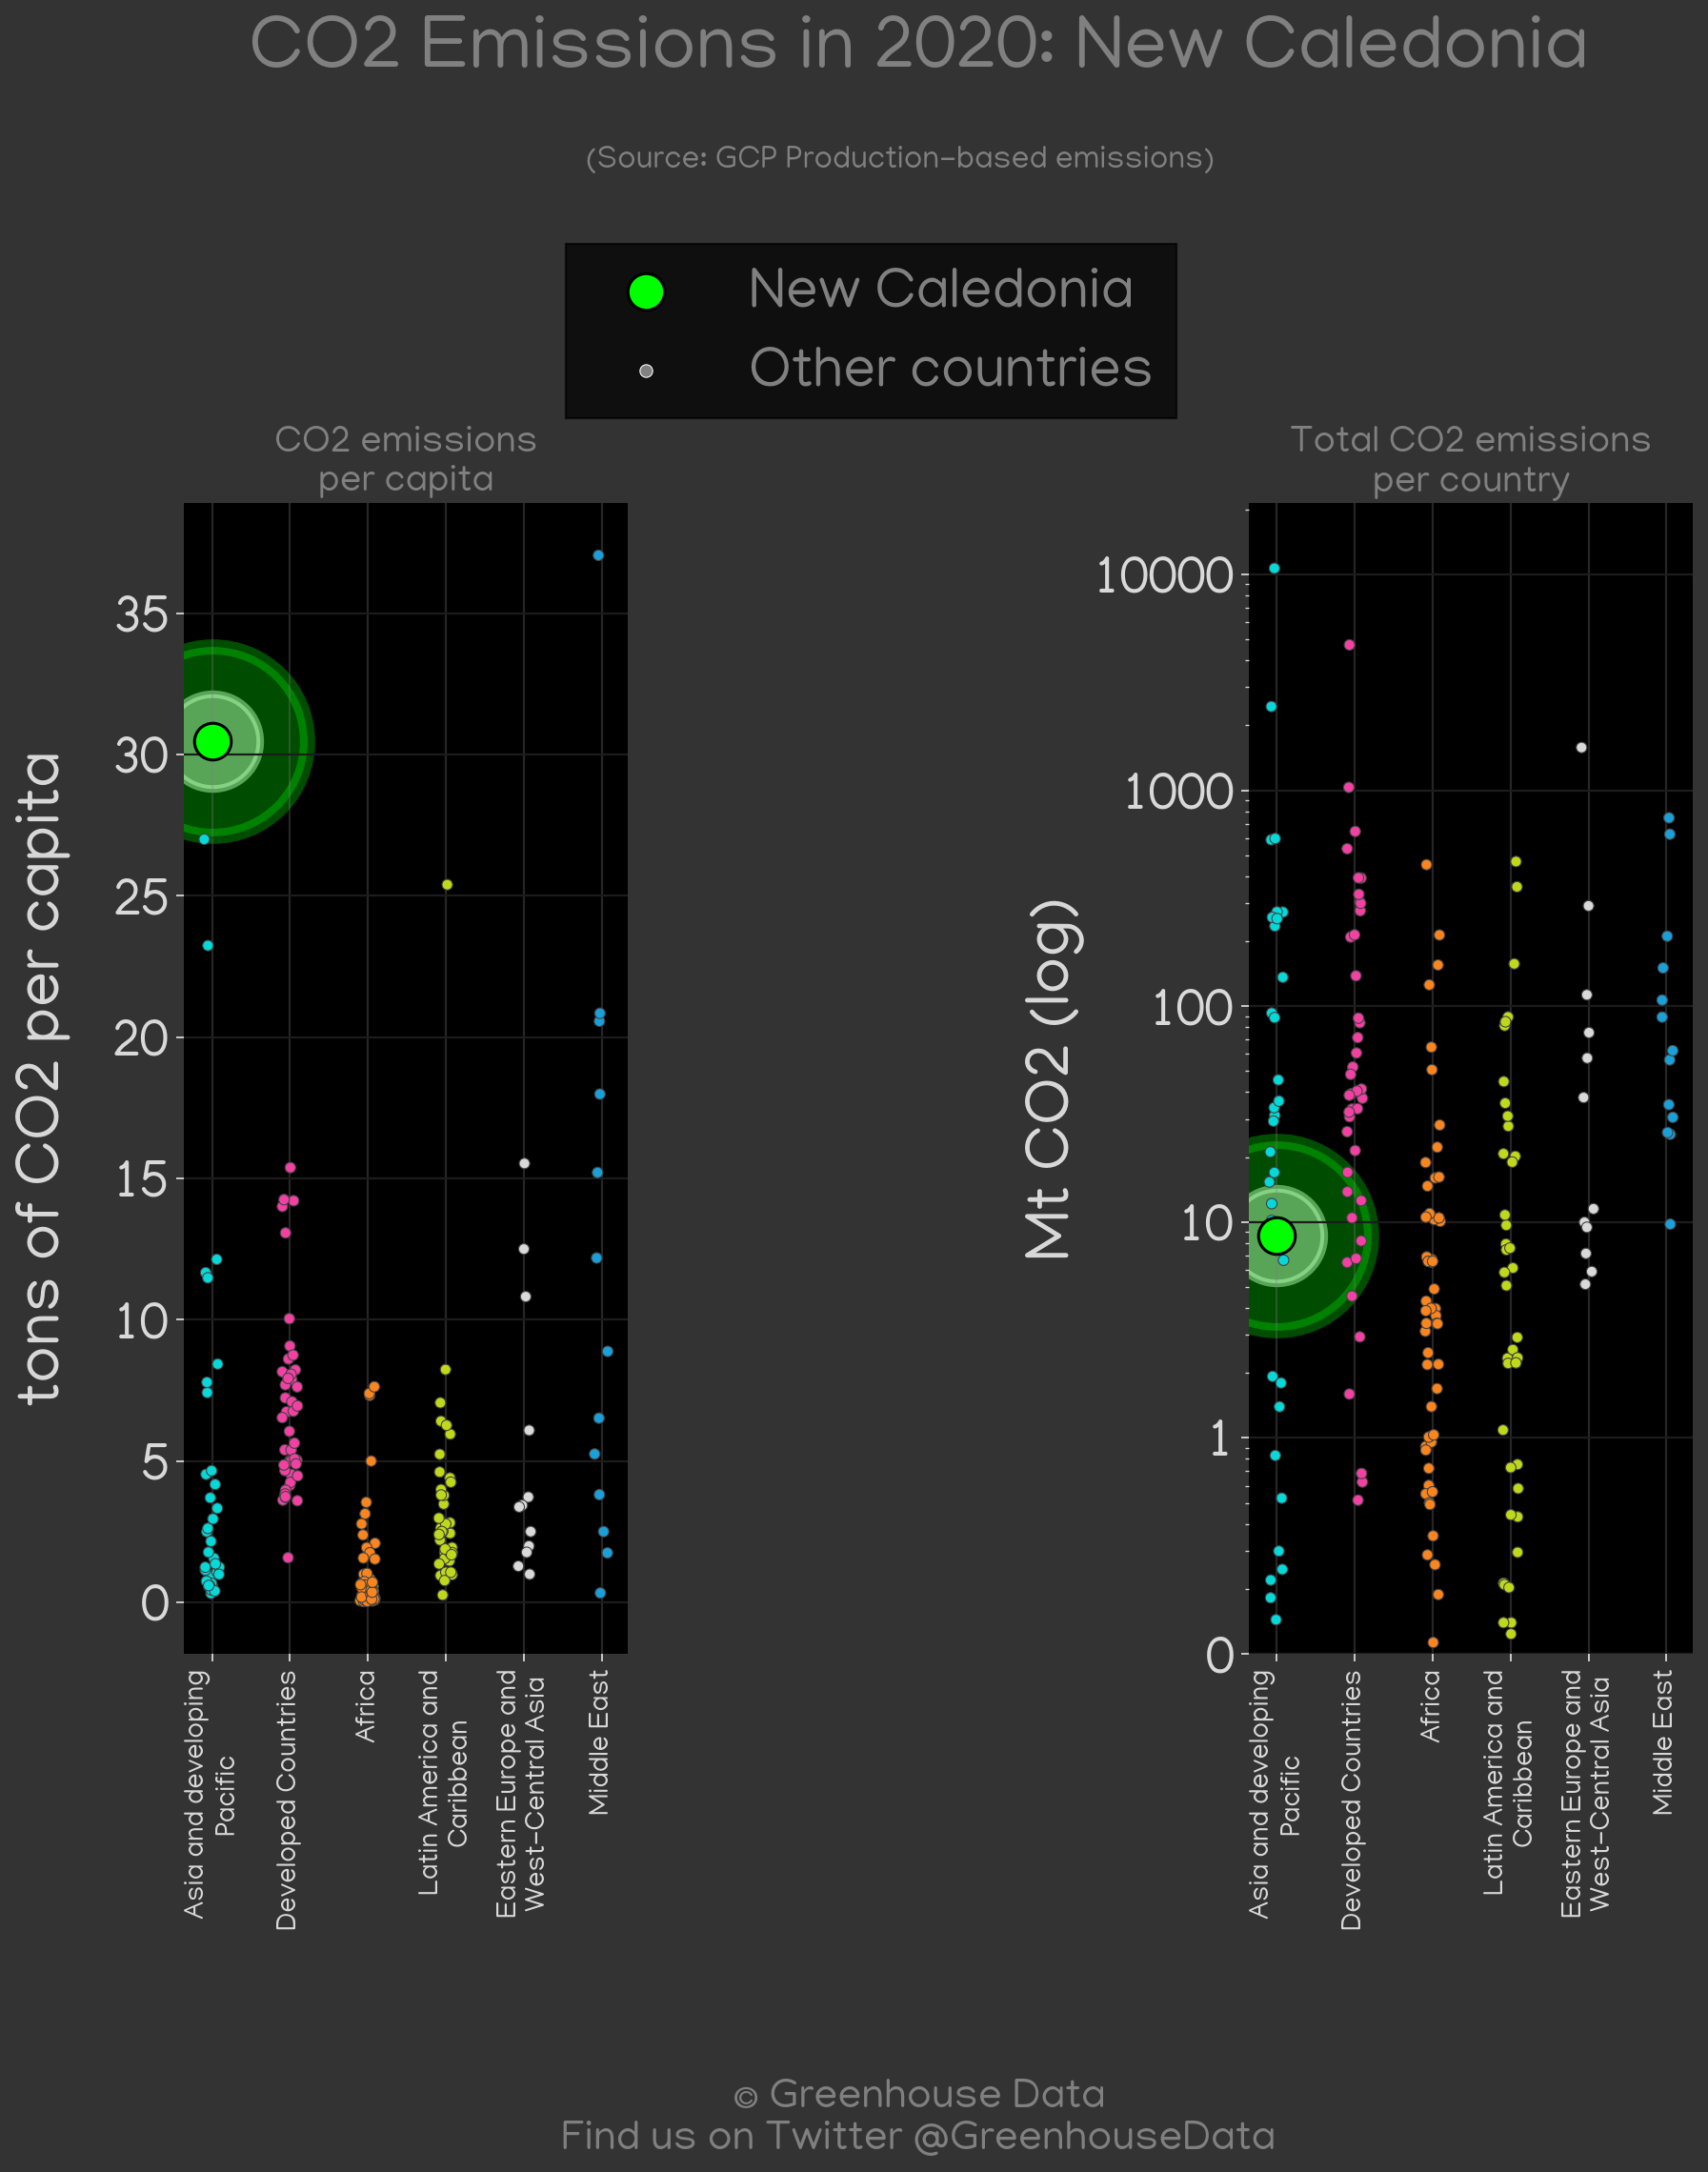 CO2 Emissions in 2020: New Caledonia
(Source: GCP Production-based emissions)
New Caledonia
Other countries
CO2 emissions
per capita
tons of CO2 per capita
35
30
25
20
15
10
5
0
Asia and developing
Pacific
Developed Countries
Africa
Latin America and
Caribbean
Eastern Europe and
West-Central Asia
Middle East
Total CO2 emissions
per country
Mt CO2 (log)
10000
1000
100
10
1
0
Asia and developing
Pacific
Developed Countries
Africa
Latin America and
Caribbean
Eastern Europe and
West-Central Asia
Middle East
© Greenhouse Data
Find us on Twitter @GreenhouseData